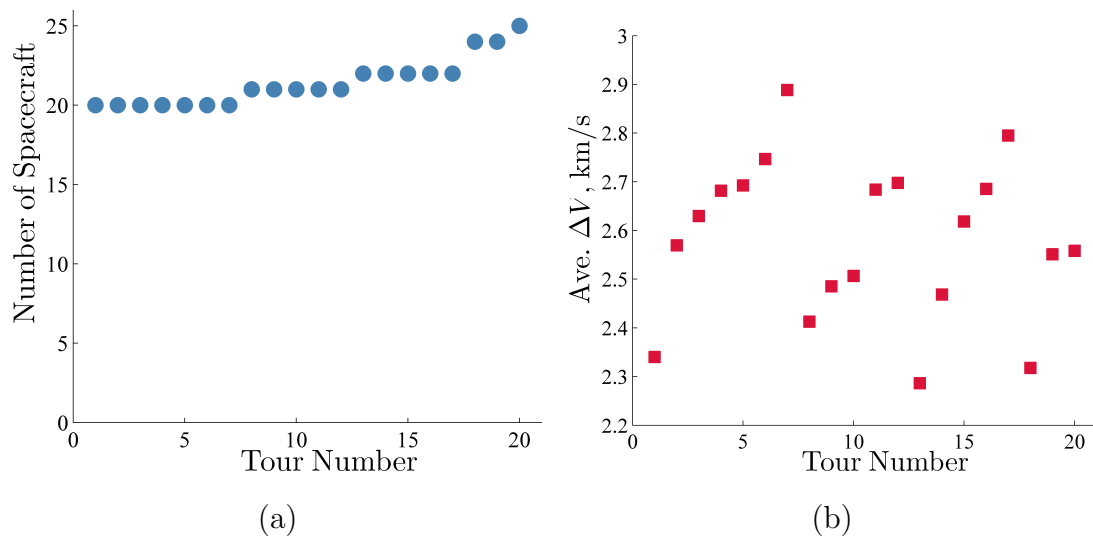 Number of Spacecraft
25
20
15
10
5
0
0 5 10 15 20
Tour Number
(a)
Ave. ΔV, km/s
3
2.9
2.8
2.7
2.6
2.5
2.4
2.3
2.2
0 5 10 15 20
Tour Number
(b)